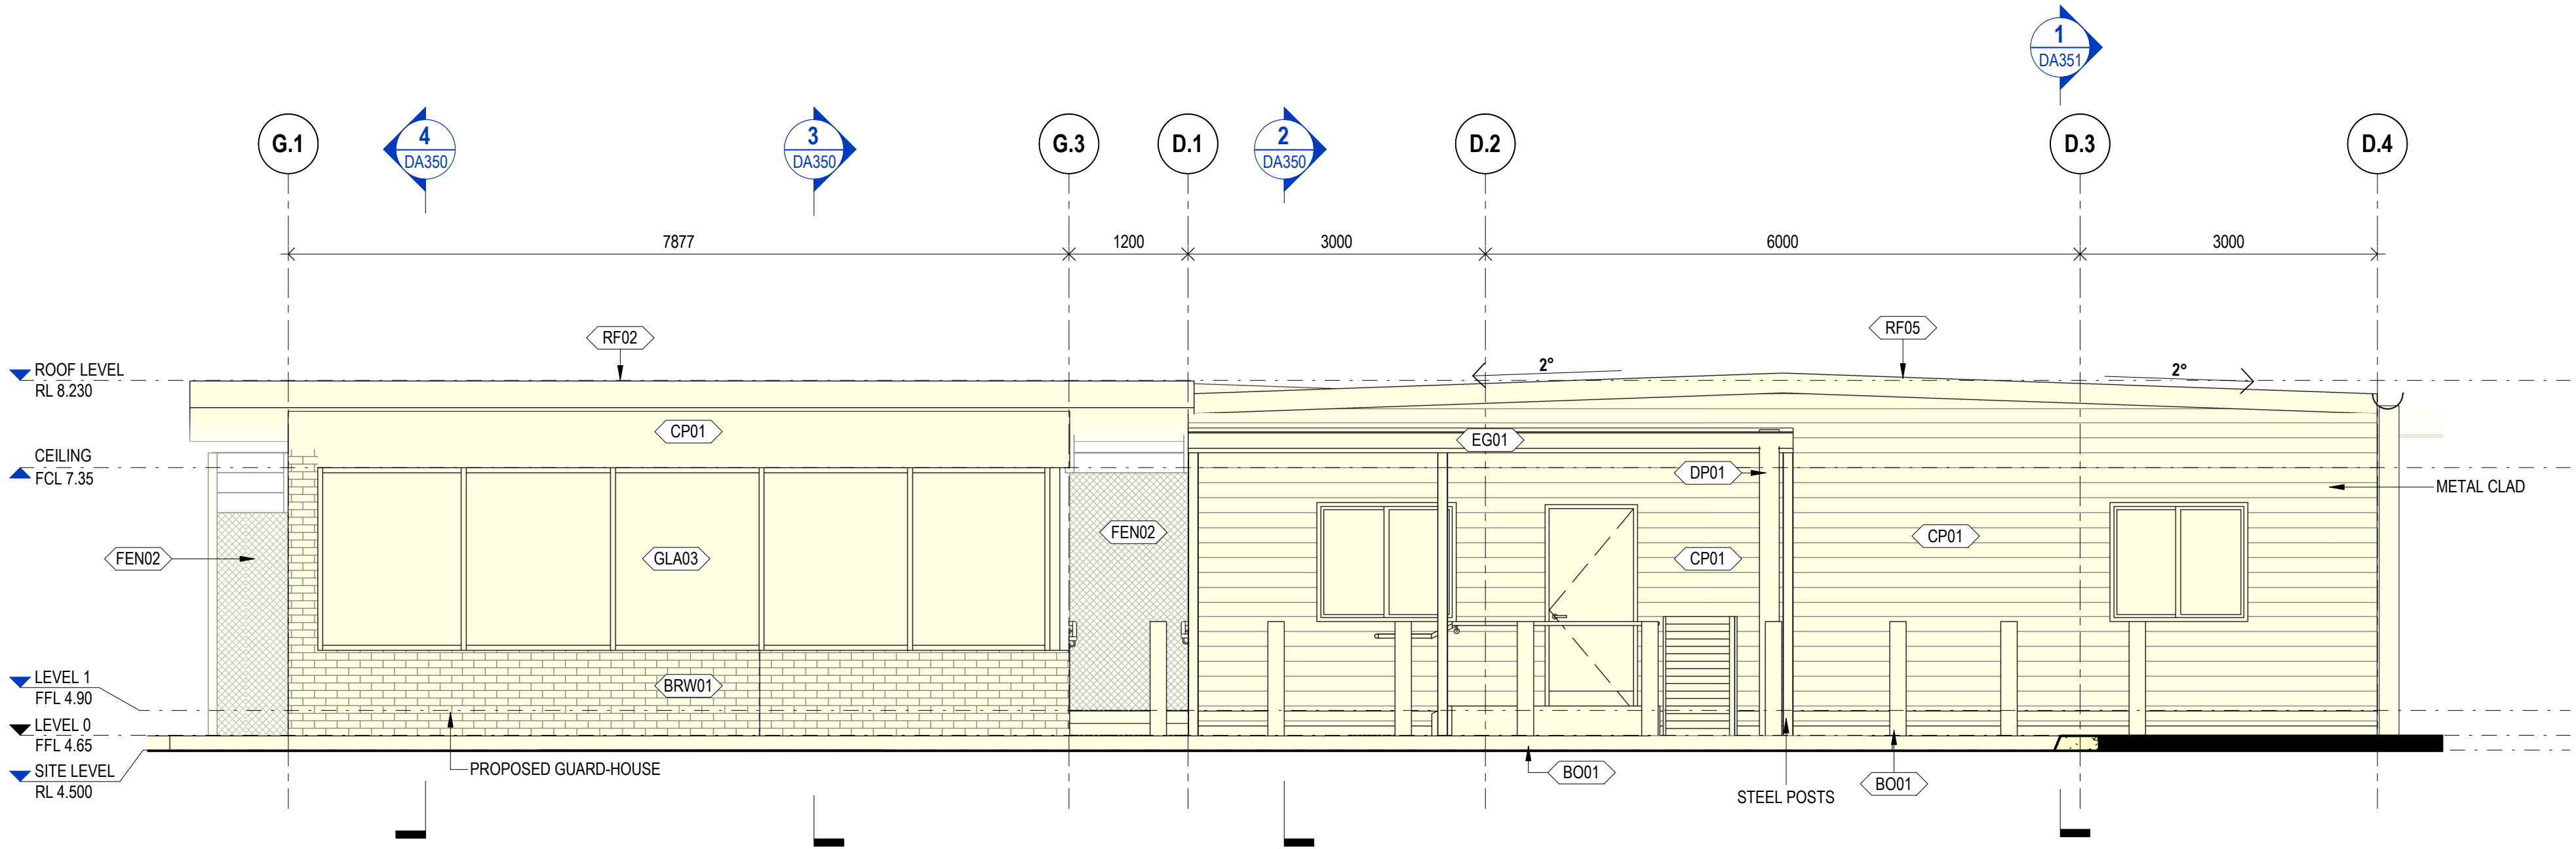 1
DA351
G.1
4
DA350
3
DA350
G.3
D.1
2
DA350
D.2
D.3
D.4
7877
1200
3000
6000
3000
RF02
RF05
2°
2°
ROOF LEVEL
RL 8.230
CP01
EG01
CEILING
FCL 7.35
DP01
METAL CLAD
FEN02
GLA03
FEN02
CP01
CP01
LEVEL 1
FFL 4.90
BRW01
LEVEL 0
FFL 4.65
SITE LEVEL
RL 4.500
PROPOSED GUARD-HOUSE
BO01
STEEL POSTS
BO01